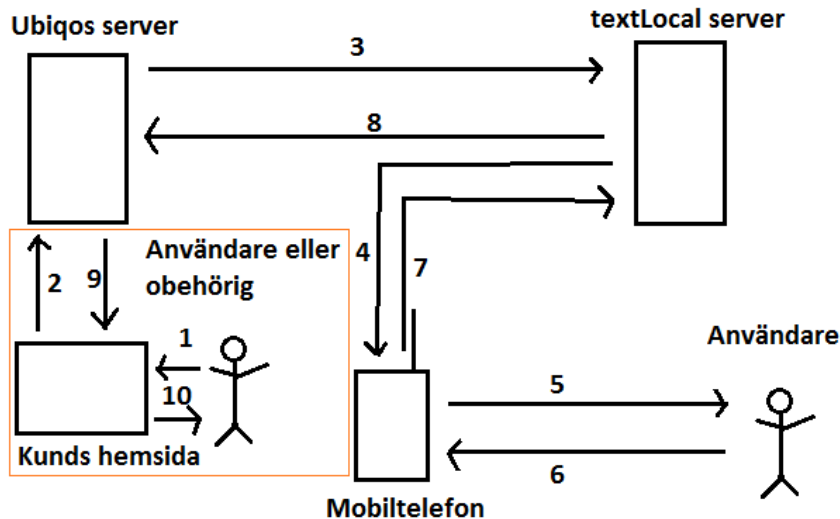 Ubiqos server
textLocal server
3
8
4
7
Användare eller
obehörig
2
9
1
10
Kunds hemsida
Användare
5
6
Mobiltelefon